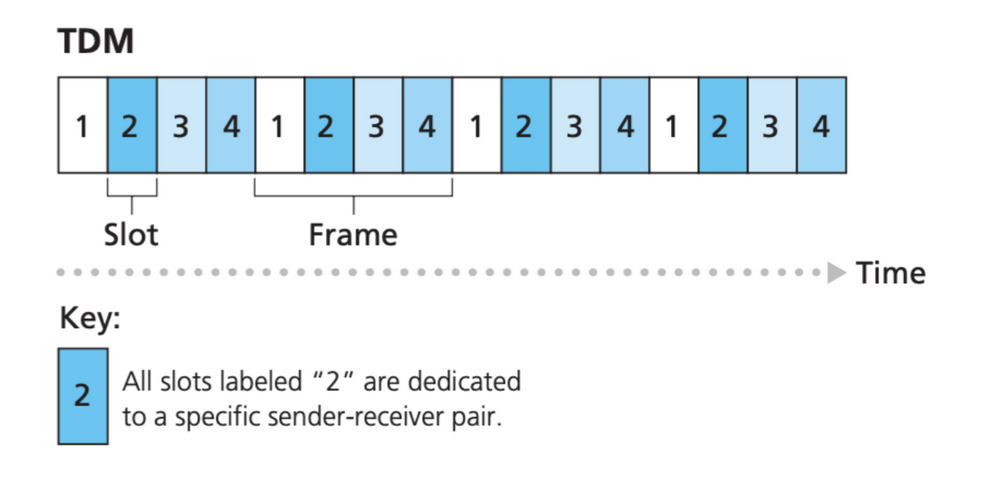 TDM
1 2 3 4 1 2 3 4 1 2 3 4 1 2 3 4
Slot Frame
Time
Key:
2 All slots labeled “2” are dedicated
to a specific sender-receiver pair.